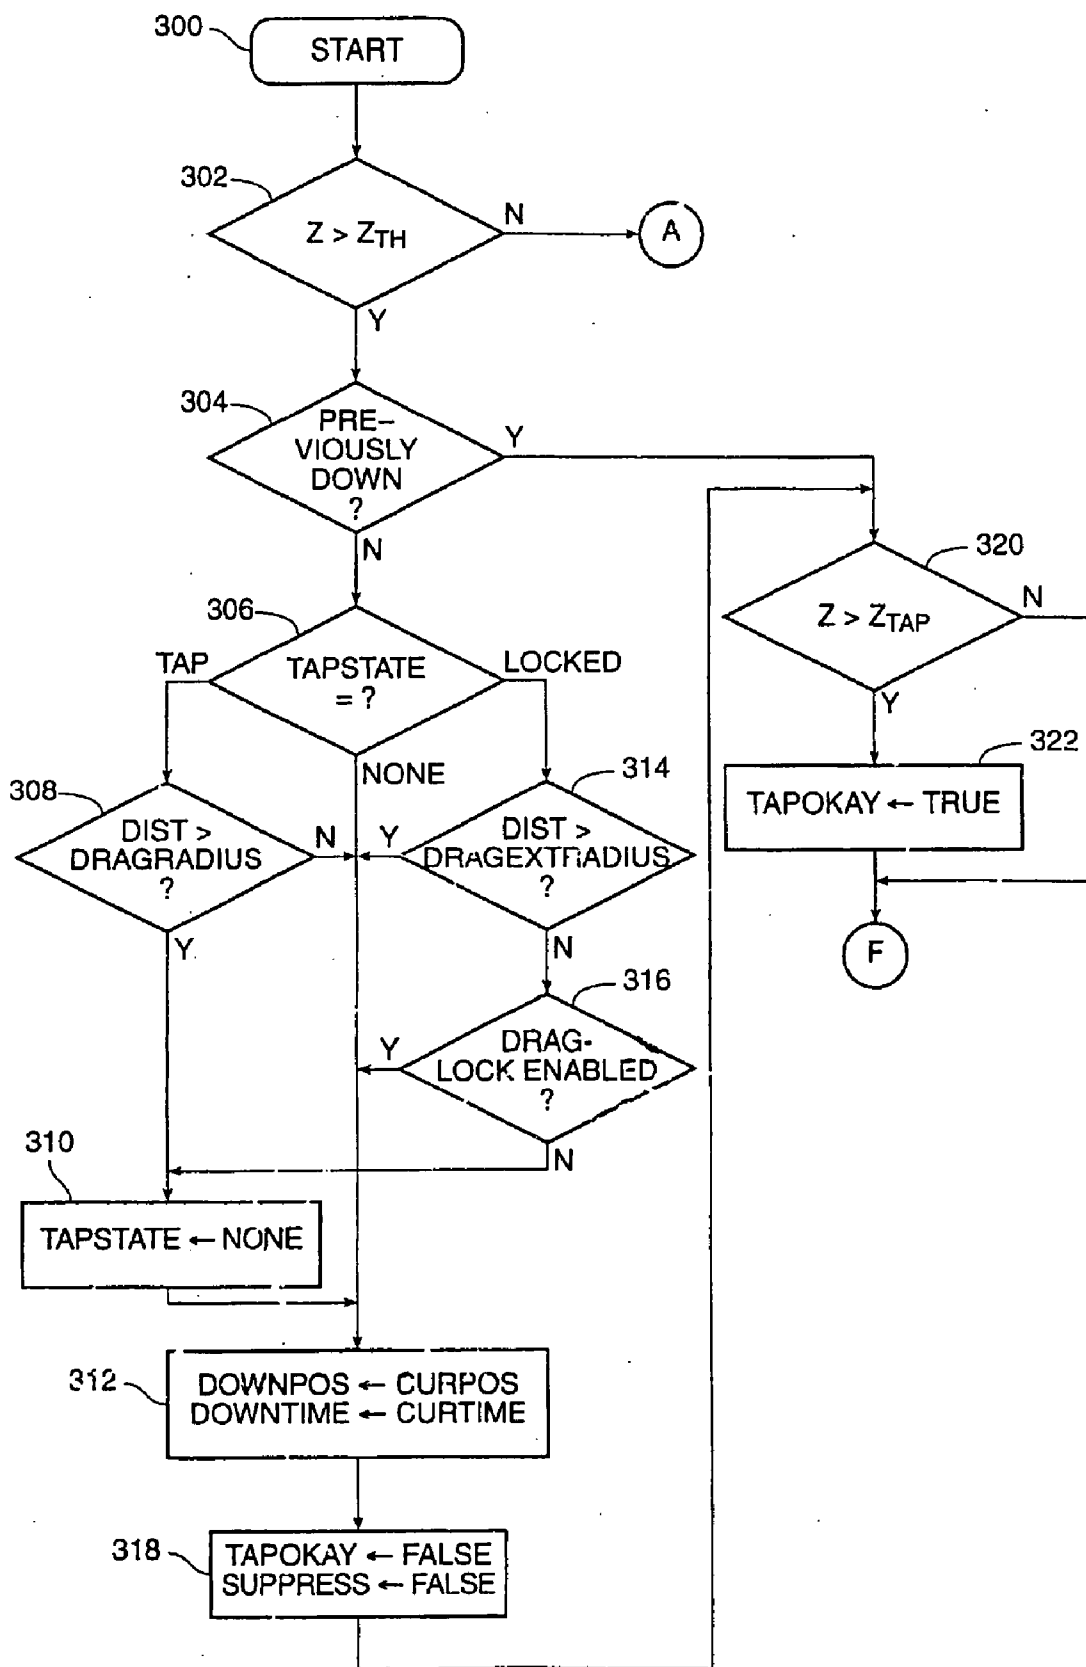 300
START
302
Z > ZTH
N
A
Y
304
PRE-
VIOUSLY
DOWN
?
Y
N
320
Z > ZTAP
N
Y
306
TAPSTATE
= ?
TAP
LOCKED
NONE
322
TAPOKAY ← TRUE
F
308
DIST >
DRAGRADIUS
?
N
Y
314
DIST >
DRAGEXTRADIUS
?
Y
N
316
DRAG-
LOCK ENABLED
?
Y
N
310
TAPSTATE ← NONE
312
DOWNPOS ← CURPOS
DOWNTIME ← CURTIME
318
TAPOKAY ← FALSE
SUPPRESS ← FALSE